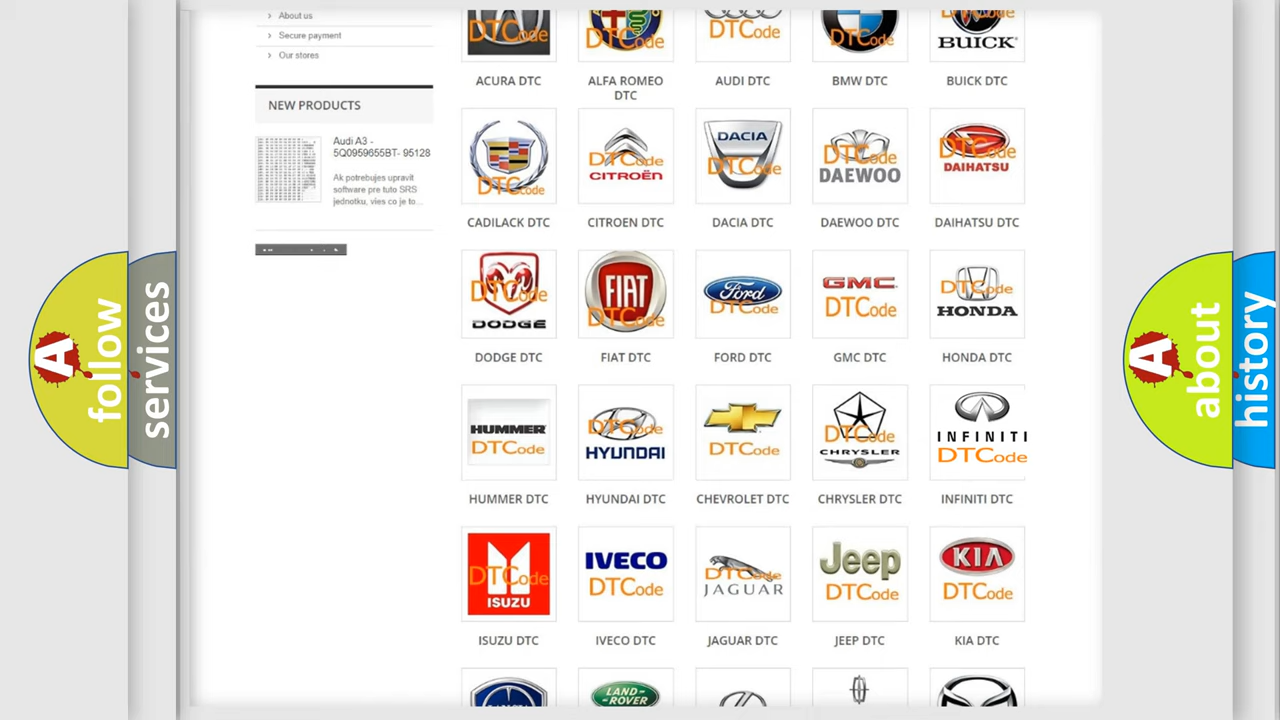 About us
Secure payment
Our stores
NEW PRODUCTS
Audi A3 -
5Q0959655BT- 95128
Ak potrebujes upravit
software pre tuto SRS
jednotku, vies co je to...
DTCode
DTCode
DTCode
DTCode
BUICK
ACURA DTC
ALFA ROMEO
DTC
AUDI DTC
BMW DTC
BUICK DTC
DTCode
DTCode
CITROËN
DACIA
DTCode
DTCode
DAEWOO
DTCode
DAIHATSU
CADILACK DTC
CITROEN DTC
DACIA DTC
DAEWOO DTC
DAIHATSU DTC
DTCode
DODGE
FIAT
DTCode
Ford
DTCode
GMC
DTCode
DTCode
HONDA
DODGE DTC
FIAT DTC
FORD DTC
GMC DTC
HONDA DTC
HUMMER
DTCode
DTCode
HYUNDAI
DTCode
DTCode
CHRYSLER
INFINITI
DTCode
HUMMER DTC
HYUNDAI DTC
CHEVROLET DTC
CHRYSLER DTC
INFINITI DTC
DTCode
ISUZU
IVECO
DTCode
DTCode
JAGUAR
Jeep
DTCode
KIA
DTCode
ISUZU DTC
IVECO DTC
JAGUAR DTC
JEEP DTC
KIA DTC
LAND-
ROVER
A
follow
services
A
about
history